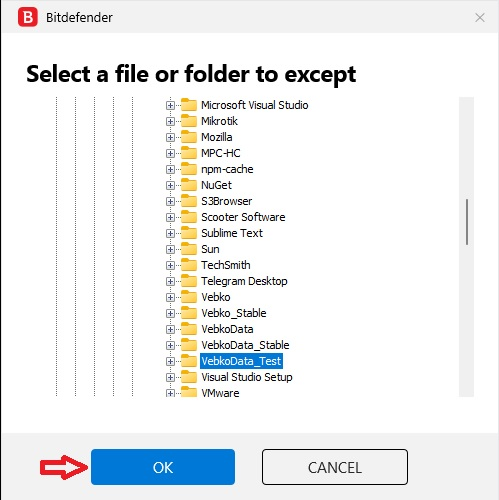 B Bitdefender
Select a file or folder to except
Microsoft Visual Studio
Mikrotik
Mozilla
MPC-HC
npm-cache
NuGet
S3Browser
Scooter Software
Sublime Text
Sun
TechSmith
Telegram Desktop
Vebko
Vebko_Stable
VebkoData
VebkoData_Stable
VebkoData_Test
Visual Studio Setup
VMware
OK CANCEL